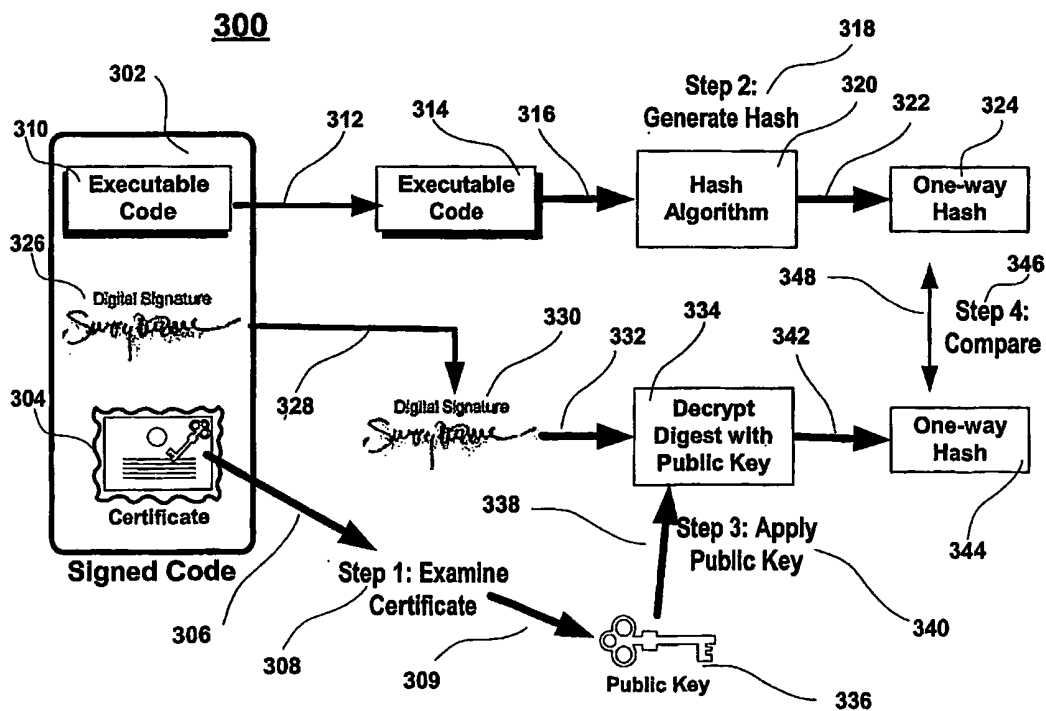 300
302
318
Step 2:
Generate Hash
320
310
312
314
316
322
324
Executable
Code
Executable
Code
Hash
Algorithm
One-way
Hash
326
Digital Signature
328
330
332
334
342
348
346
Step 4:
Compare
304
Digital Signature
Decrypt
Digest with
Public Key
One-way
Hash
Certificate
338
Step 3: Apply
Public Key
344
Signed Code
Step 1: Examine
Certificate
306
308
309
340
Public Key
336